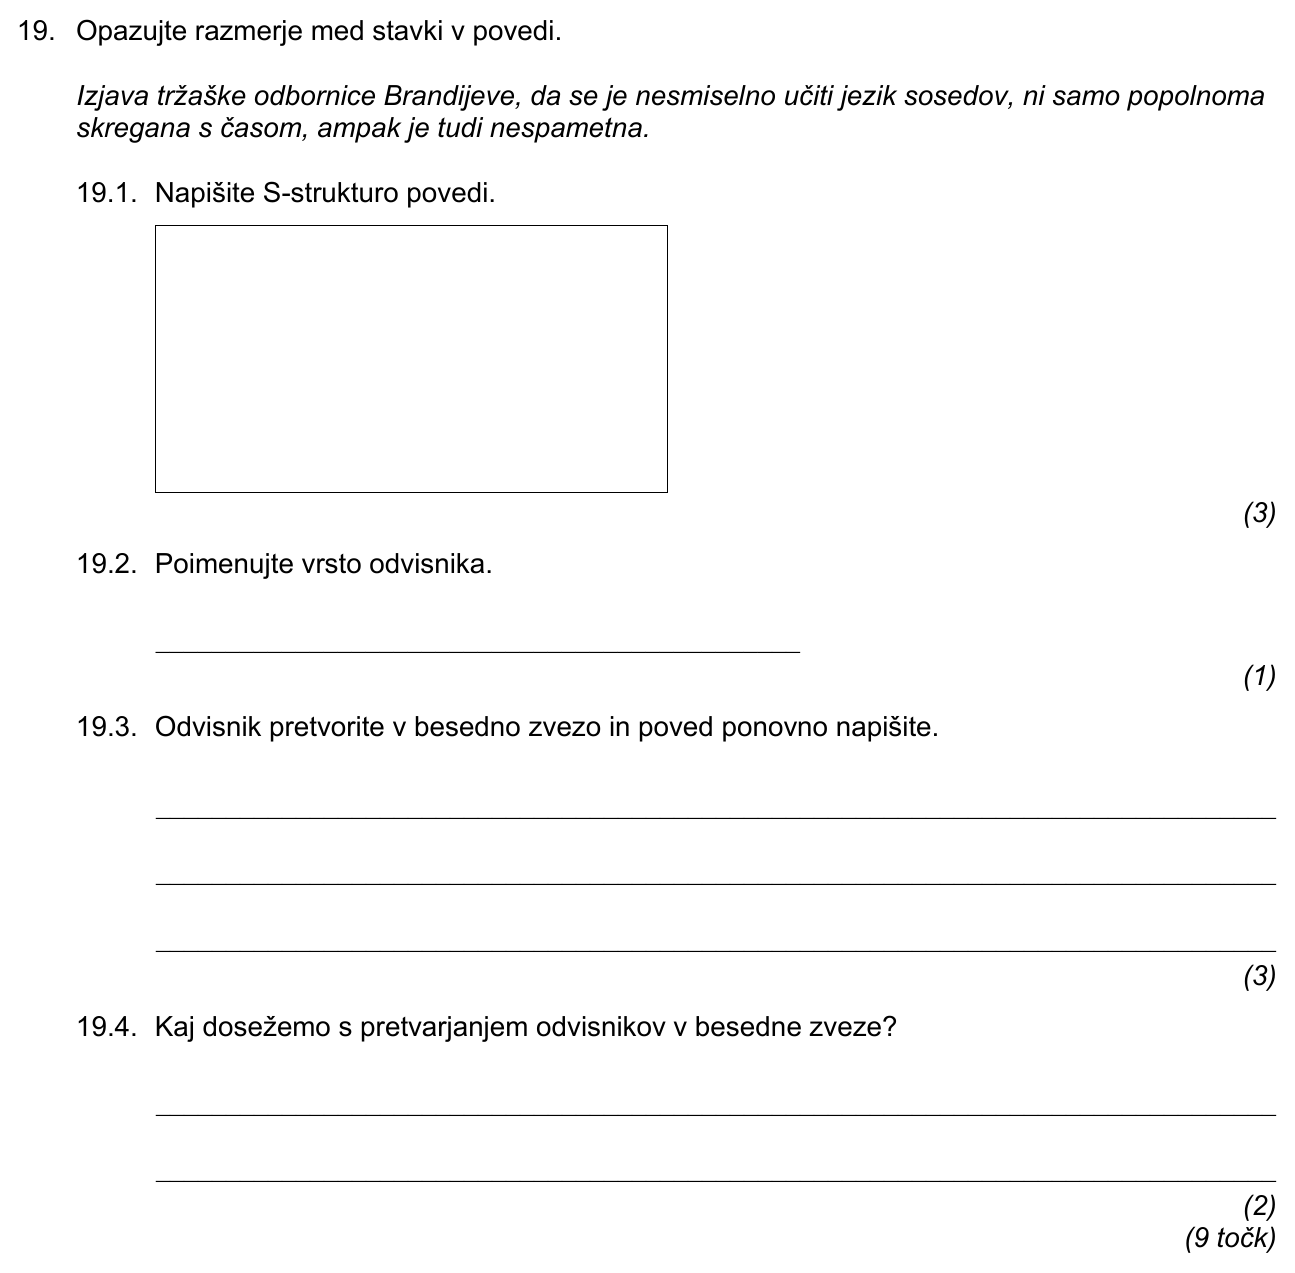 19. Opazujte razmerje med stavki v povedi.
Izjava tržaške odbornice Brandijeve, da se je nesmiselno učiti jezik sosedov, ni samo popolnoma
skregana s časom, ampak je tudi nespametna.
19.1. Napišite S-strukturo povedi.
(3)
19.2. Poimenujte vrsto odvisnika.
(1)
19.3. Odvisnik pretvorite v besedno zvezo in poved ponovno napišite.
(3)
19.4. Kaj dosežemo s pretvarjanjem odvisnikov v besedne zveze?
(2)
(9 točk)